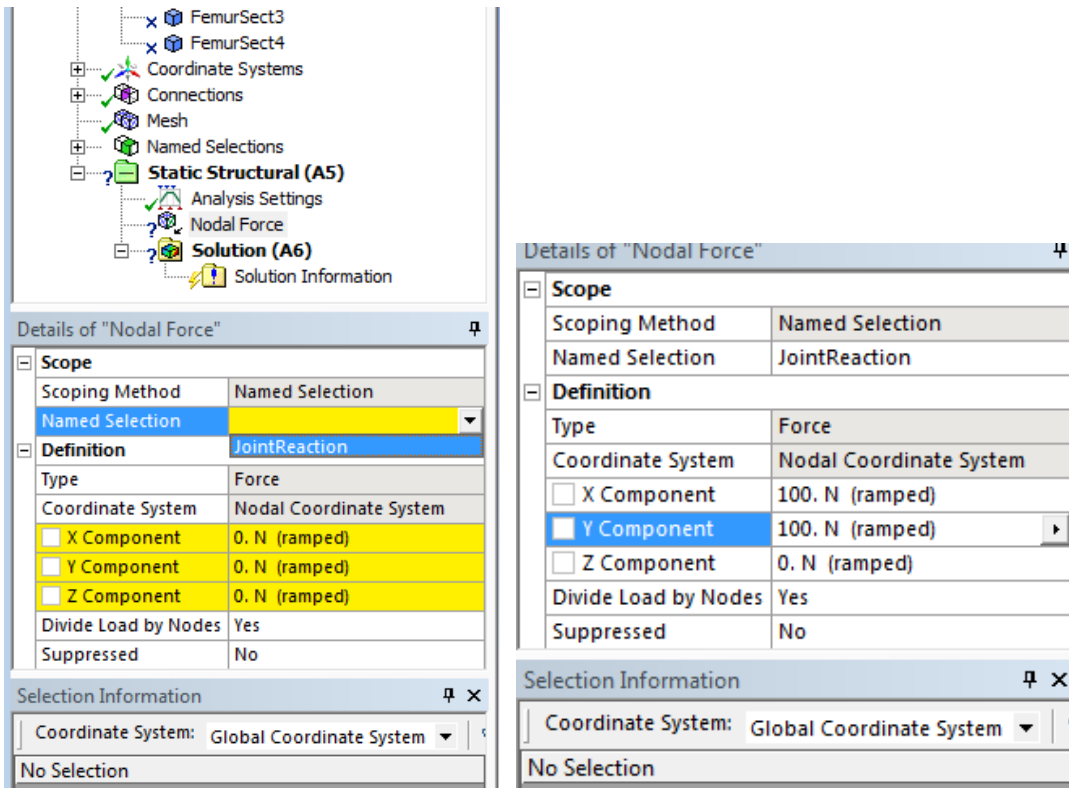 FemurSect3
FemurSect4
Coordinate Systems
Connections
Mesh
Named Selections
Static Structural (A5)
Analysis Settings
Nodal Force
Solution (A6)
Solution Information
Details of "Nodal Force"
Scope
Scoping Method Named Selection
Named Selection
JointReaction
Definition
Type Force
Coordinate System Nodal Coordinate System
X Component 0. N (ramped)
Y Component 0. N (ramped)
Z Component 0. N (ramped)
Divide Load by Nodes Yes
Suppressed No
Selection Information
Coordinate System: Global Coordinate System
No Selection
Details of "Nodal Force"
Scope
Scoping Method Named Selection
Named Selection JointReaction
Definition
Type Force
Coordinate System Nodal Coordinate System
X Component 100. N (ramped)
Y Component 100. N (ramped)
Z Component 0. N (ramped)
Divide Load by Nodes Yes
Suppressed No
Selection Information
Coordinate System: Global Coordinate System
No Selection